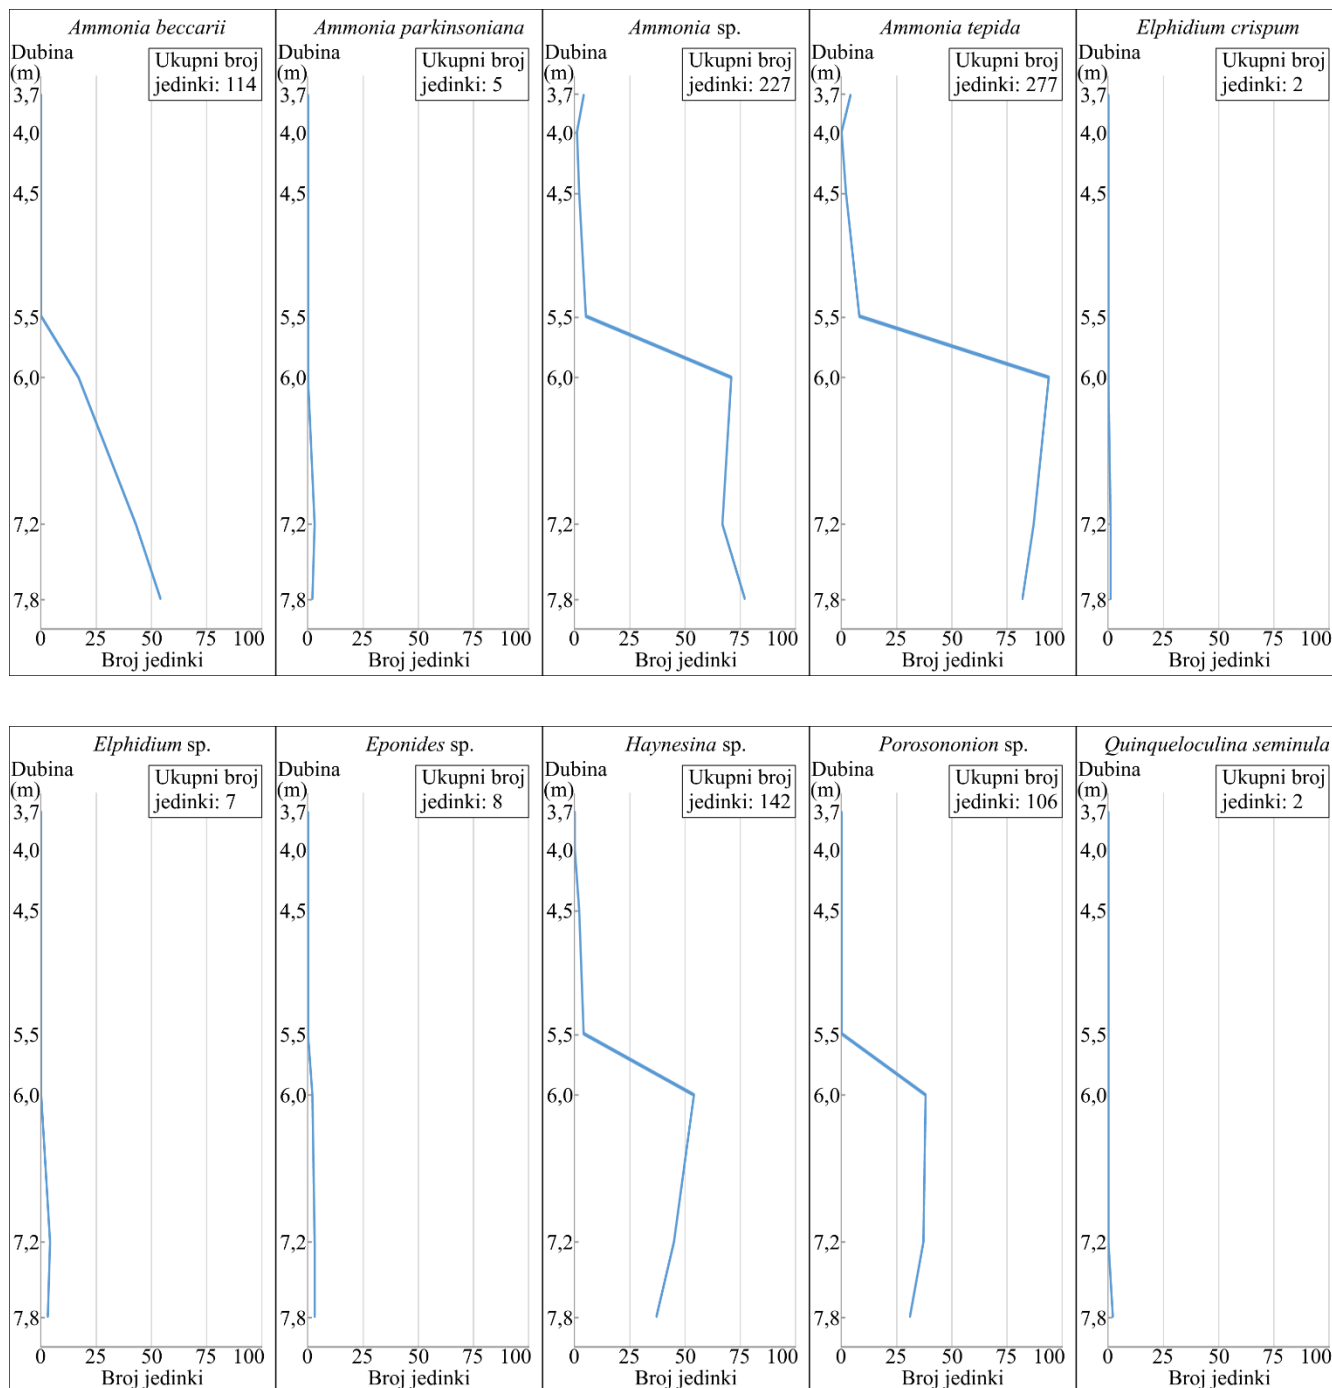 Ammonia beccarii
Dubina
(m)
Ukupni broj
jedinki: 114
3,7
4,0
4,5
5,5
6,0
7,2
7,8
0 25 50 75 100
Broj jedinki
Ammonia parkinsoniana
Dubina
(m)
Ukupni broj
jedinki: 5
3,7
4,0
4,5
5,5
6,0
7,2
7,8
0 25 50 75 100
Broj jedinki
Ammonia sp.
Dubina
(m)
Ukupni broj
jedinki: 227
3,7
4,0
4,5
5,5
6,0
7,2
7,8
0 25 50 75 100
Broj jedinki
Ammonia tepida
Dubina
(m)
Ukupni broj
jedinki: 277
3,7
4,0
4,5
5,5
6,0
7,2
7,8
0 25 50 75 100
Broj jedinki
Elphidium crispum
Dubina
(m)
Ukupni broj
jedinki: 2
3,7
4,0
4,5
5,5
6,0
7,2
7,8
0 25 50 75 100
Broj jedinki
Elphidium sp.
Dubina
(m)
Ukupni broj
jedinki: 7
3,7
4,0
4,5
5,5
6,0
7,2
7,8
0 25 50 75 100
Broj jedinki
Eponides sp.
Dubina
(m)
Ukupni broj
jedinki: 8
3,7
4,0
4,5
5,5
6,0
7,2
7,8
0 25 50 75 100
Broj jedinki
Haynesina sp.
Dubina
(m)
Ukupni broj
jedinki: 142
3,7
4,0
4,5
5,5
6,0
7,2
7,8
0 25 50 75 100
Broj jedinki
Porosononion sp.
Dubina
(m)
Ukupni broj
jedinki: 106
3,7
4,0
4,5
5,5
6,0
7,2
7,8
0 25 50 75 100
Broj jedinki
Quinqueloculina seminula
Dubina
(m)
Ukupni broj
jedinki: 2
3,7
4,0
4,5
5,5
6,0
7,2
7,8
0 25 50 75 100
Broj jedinki